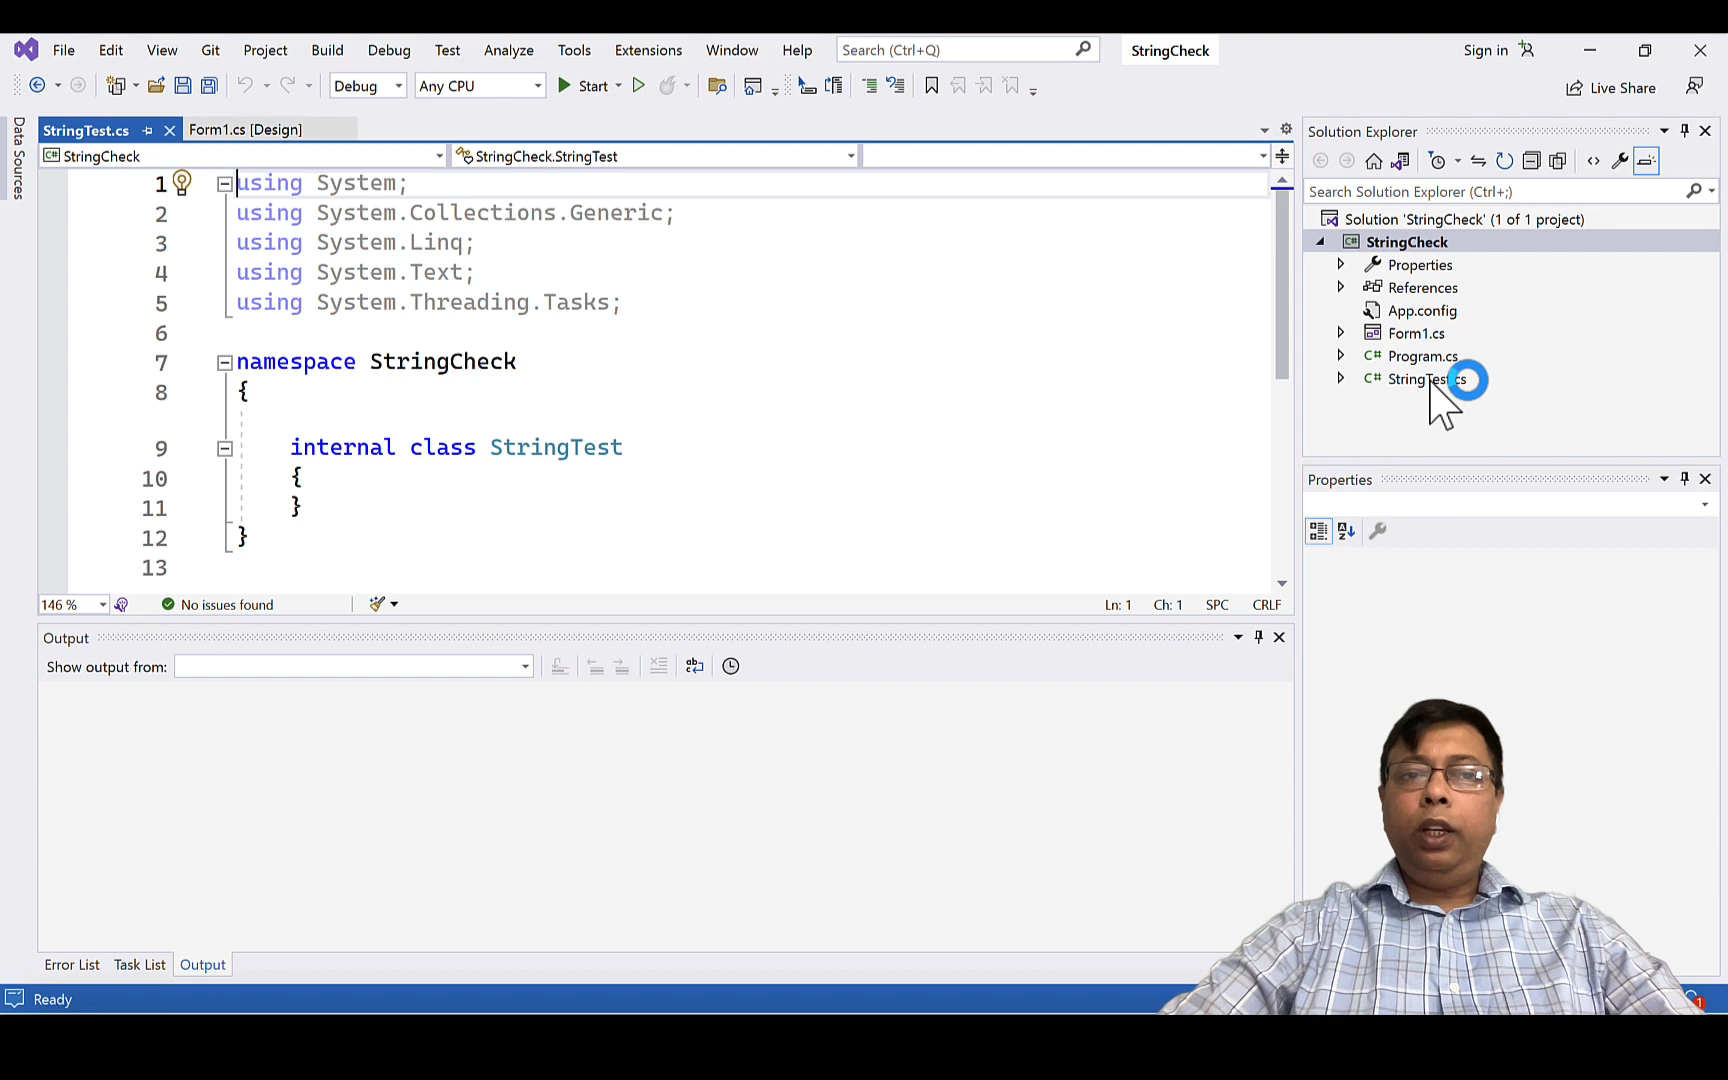 File Edit View Git Project Build Debug Test Analyze Tools Extensions Window Help Search (Ctrl+Q) StringCheck Sign in
Debug Any CPU Start Live Share
Data Sources
StringTest.cs Form1.cs [Design]
StringCheck StringCheck.StringTest
1 using System;
2 using System.Collections.Generic;
3 using System.Linq;
4 using System.Text;
5 using System.Threading.Tasks;
6
7 namespace StringCheck
8 {
9 internal class StringTest
10 {
11 }
12 }
13
146 % No issues found Ln: 1 Ch: 1 SPC CRLF
Output
Show output from:
Error List Task List Output
Ready
Solution Explorer
Search Solution Explorer (Ctrl+;)
Solution 'StringCheck' (1 of 1 project)
C# StringCheck
Properties
References
App.config
Form1.cs
C# Program.cs
C# StringTest.cs
Properties
1